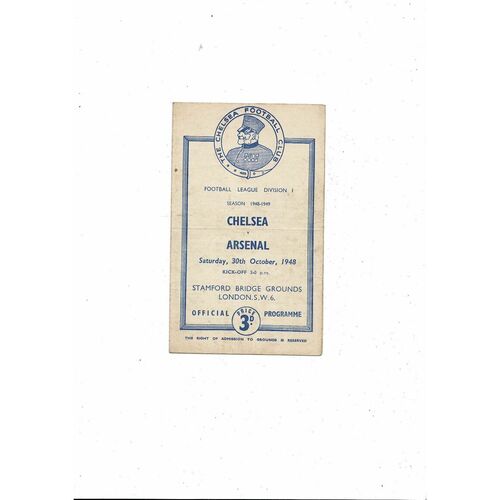 THE CHELSEA FOOTBALL CLUB
FOOTBALL LEAGUE DIVISION I
SEASON 1948-1949
CHELSEA
v
ARSENAL
Saturday, 30th October, 1948
KICK-OFF 3-0 p.m.
STAMFORD BRIDGE GROUNDS
LONDON. S.W.6.
OFFICIAL PRICE 3D. PROGRAMME
THE RIGHT OF ADMISSION TO GROUNDS IS RESERVED